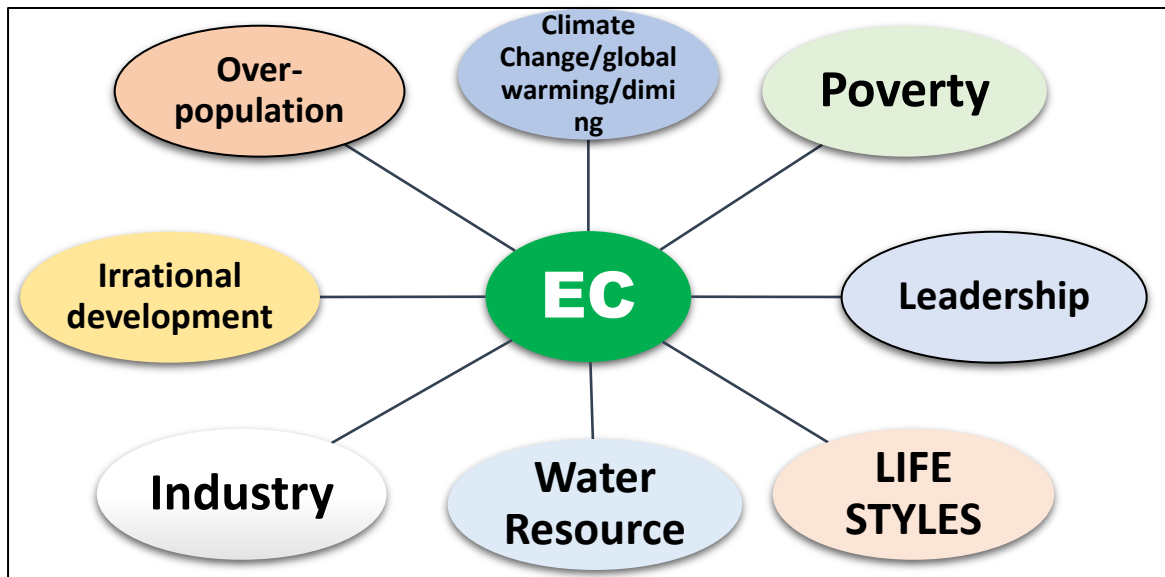 Over-
population
Climate
Change/global
warming/dimi
ng
Poverty
Irrational
development
EC
Leadership
Industry
Water
Resource
LIFE
STYLES